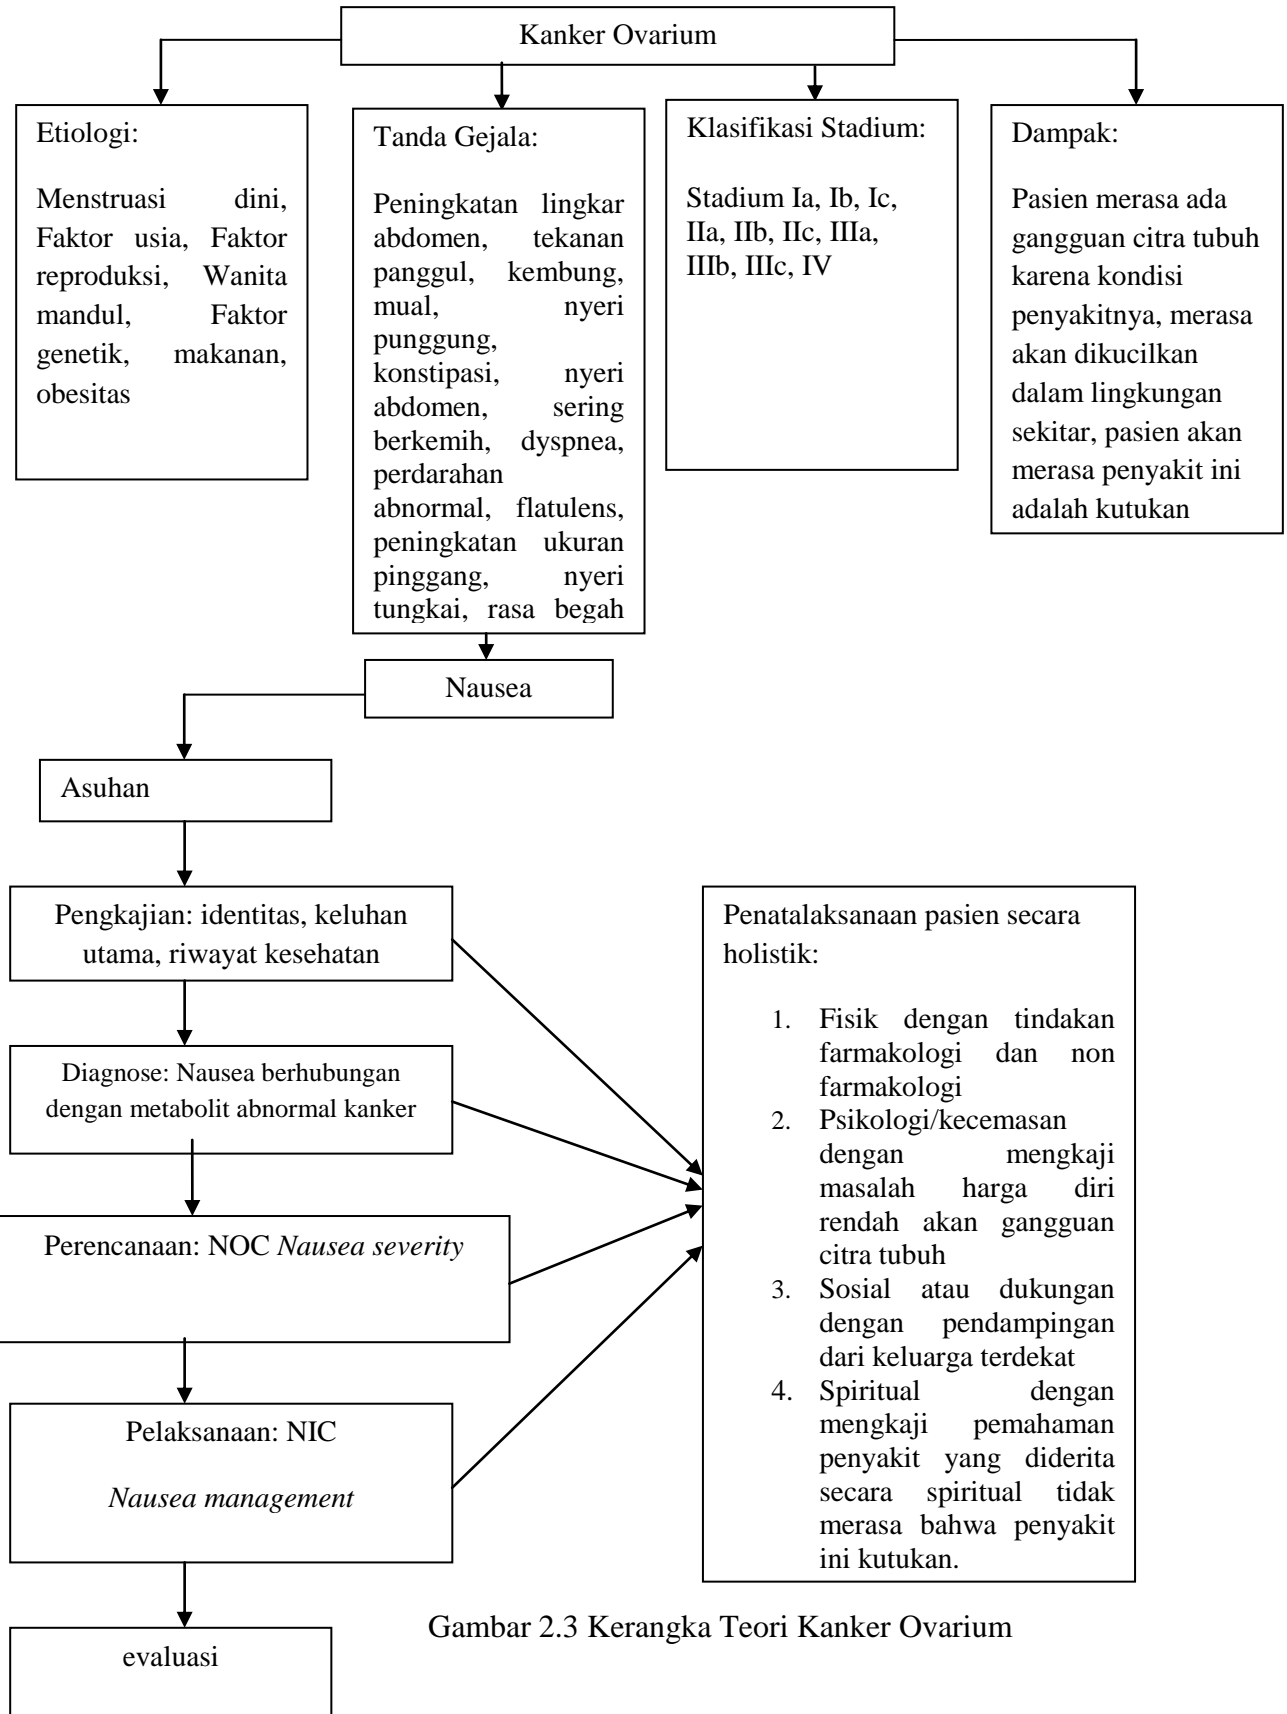 Kanker Ovarium
Etiologi:
Menstruasi dini,
Faktor usia, Faktor
reproduksi, Wanita
mandul, Faktor
genetik, makanan,
obesitas
Tanda Gejala:
Peningkatan lingkar
abdomen, tekanan
panggul, kembung,
mual, nyeri
punggung,
konstipasi, nyeri
abdomen, sering
berkemih, dyspnea,
perdarahan
abnormal, flatulens,
peningkatan ukuran
pinggang, nyeri
tungkai, rasa begah
Klasifikasi Stadium:
Stadium Ia, Ib, Ic,
IIa, IIb, IIc, IIIa,
IIIb, IIIc, IV
Dampak:
Pasien merasa ada
gangguan citra tubuh
karena kondisi
penyakitnya, merasa
akan dikucilkan
dalam lingkungan
sekitar, pasien akan
merasa penyakit ini
adalah kutukan
Nausea
Asuhan
Pengkajian: identitas, keluhan
utama, riwayat kesehatan
Diagnose: Nausea berhubungan
dengan metabolit abnormal kanker
Perencanaan: NOC Nausea severity
Pelaksanaan: NIC
Nausea management
evaluasi
Penatalaksanaan pasien secara
holistik:
1. Fisik dengan tindakan
farmakologi dan non
farmakologi
2. Psikologi/kecemasan
dengan mengkaji
masalah harga diri
rendah akan gangguan
citra tubuh
3. Sosial atau dukungan
dengan pendampingan
dari keluarga terdekat
4. Spiritual dengan
mengkaji pemahaman
penyakit yang diderita
secara spiritual tidak
merasa bahwa penyakit
ini kutukan.
Gambar 2.3 Kerangka Teori Kanker Ovarium